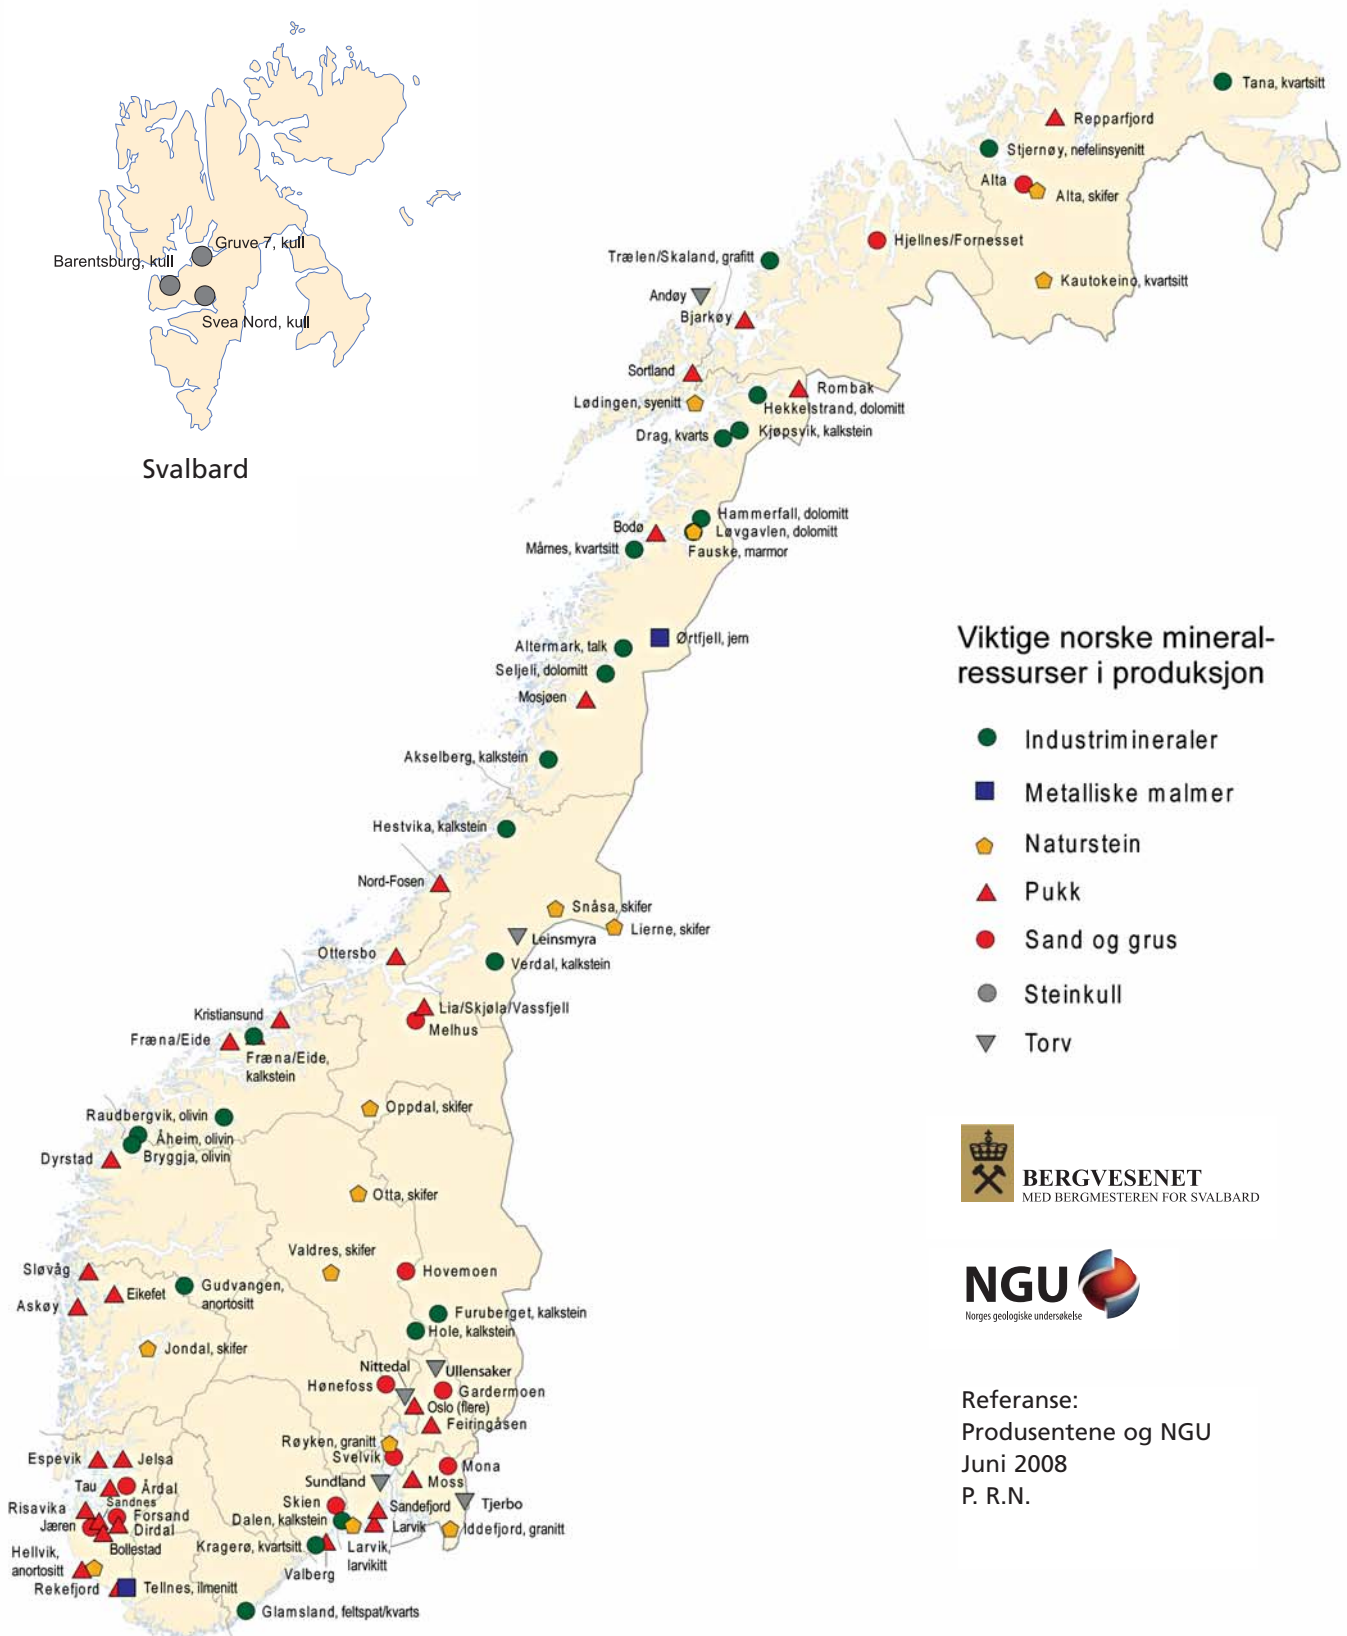 Tana, kvartsitt
Repparfjord
Stjernøy, nefelinsyenitt
Alta
Alta, skifer
Hjellnes/Fornesset
Kautokeino, kvartsitt
Trælen/Skaland, grafitt
Andøy
Bjarkøy
Sortland
Rombak
Lødingen, syenitt
Hekkelstrand, dolomitt
Drag, kvarts
Kjøpsvik, kalkstein
Gruve 7, kull
Barentsburg, kull
Svea Nord, kull
Svalbard
Hammerfall, dolomitt
Bodø
Løvgavlen, dolomitt
Mårnes, kvartsitt
Fauske, marmor
Ørtfjell, jern
Altermark, talk
Seljeli, dolomitt
Mosjøen
Akselberg, kalkstein
Hestvika, kalkstein
Nord-Fosen
Snåsa, skifer
Lierne, skifer
Leinsmyra
Ottersbo
Verdal, kalkstein
Lia/Skjøla/Vassfjell
Kristiansund
Melhus
Fræna/Eide
Fræna/Eide,
kalkstein
Oppdal, skifer
Raudbergvik, olivin
Åheim, olivin
Bryggja, olivin
Dyrstad
Otta, skifer
Valdres, skifer
Sløvåg
Hovemoen
Gudvangen,
anortositt
Eikefet
Askøy
Furuberget, kalkstein
Hole, kalkstein
Jondal, skifer
Nittedal
Ullensaker
Hønefoss
Gardermoen
Oslo (flere)
Feiringåsen
Røyken, granitt
Svelvik
Espevik
Jelsa
Mona
Sundland
Moss
Tau
Årdal
Sandnes
Skien
Sandefjord
Tjerbo
Risavika
Forsand
Dalen, kalkstein
Jæren
Dirdal
Larvik
Iddefjord, granitt
Bollestad
Kragerø, kvartsitt
Larvik,
larvikitt
Hellvik,
anortositt
Valberg
Rekefjord
Tellnes, ilmenitt
Glamsland, feltspat/kvarts
Viktige norske mineral-
ressurser i produksjon
Industrimineraler
Metalliske malmer
Naturstein
Pukk
Sand og grus
Steinkull
Torv
BERGVESENET
MED BERGMESTEREN FOR SVALBARD
NGU
Norges geologiske undersøkelse
Referanse:
Produsentene og NGU
Juni 2008
P. R.N.